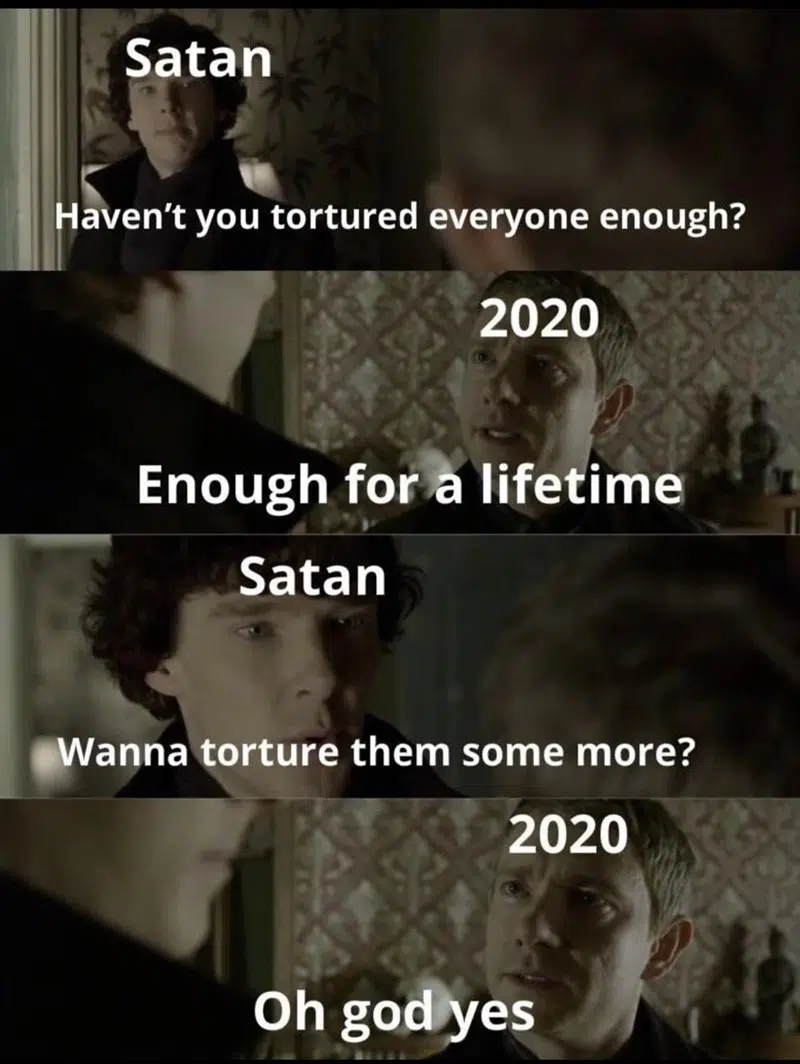 Satan
Haven't you tortured everyone enough?
2020
Enough for a lifetime
Satan
Wanna torture them some more?
2020
Oh god yes